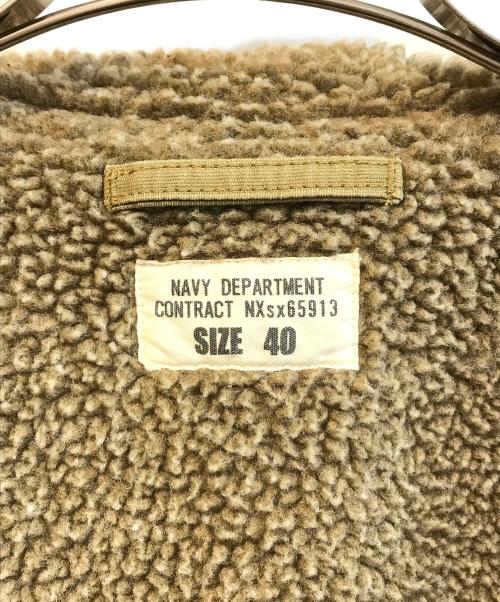 NAVY DEPARTMENT
CONTRACT NXsx65913
SIZE 40